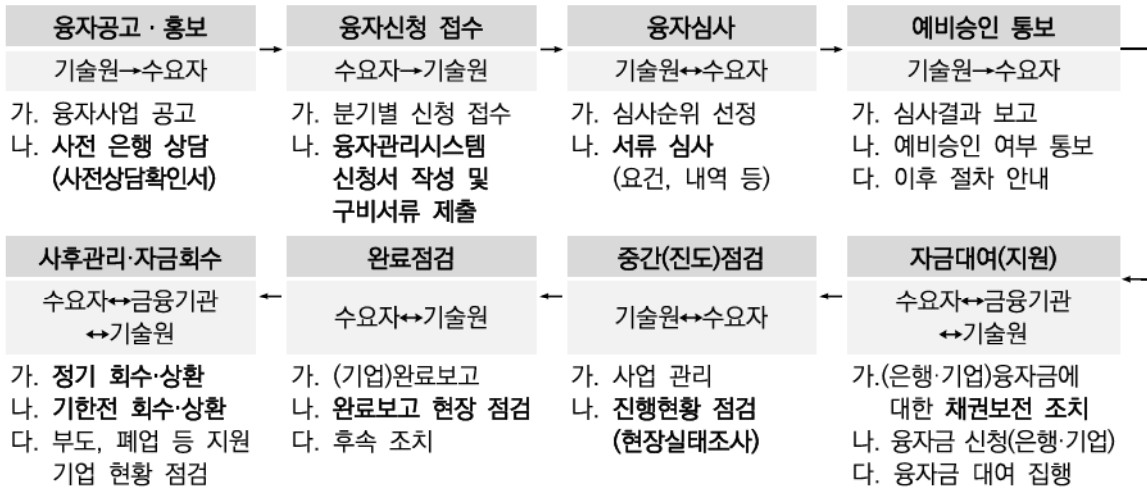 융자공고 · 홍보
기술원→수요자
가. 융자사업 공고
나. 사전 은행 상담
(사전상담확인서)
융자신청 접수
수요자→기술원
가. 분기별 신청 접수
나. 융자관리시스템
신청서 작성 및
구비서류 제출
융자심사
기술원↔수요자
가. 심사순위 선정
나. 서류 심사
(요건, 내역 등)
예비승인 통보
기술원→수요자
가. 심사결과 보고
나. 예비승인 여부 통보
다. 이후 절차 안내
자금대여(지원)
수요자↔금융기관
↔기술원
가.(은행·기업)융자금에
대한 채권보전 조치
나. 융자금 신청(은행·기업)
다. 융자금 대여 집행
중간(진도)점검
기술원↔수요자
가. 사업 관리
나. 진행현황 점검
(현장실태조사)
완료점검
수요자↔기술원
가. (기업)완료보고
나. 완료보고 현장 점검
다. 후속 조치
사후관리·자금회수
수요자↔금융기관
↔기술원
가. 정기 회수·상환
나. 기한전 회수·상환
다. 부도, 폐업 등 지원
기업 현황 점검